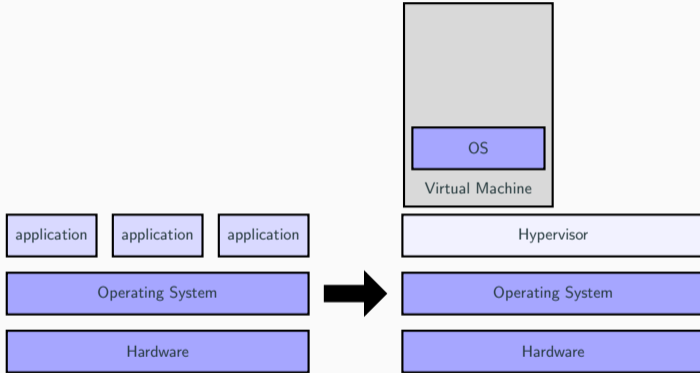 OS
Virtual Machine
application application application
Hypervisor
Operating System
Operating System
Hardware
Hardware